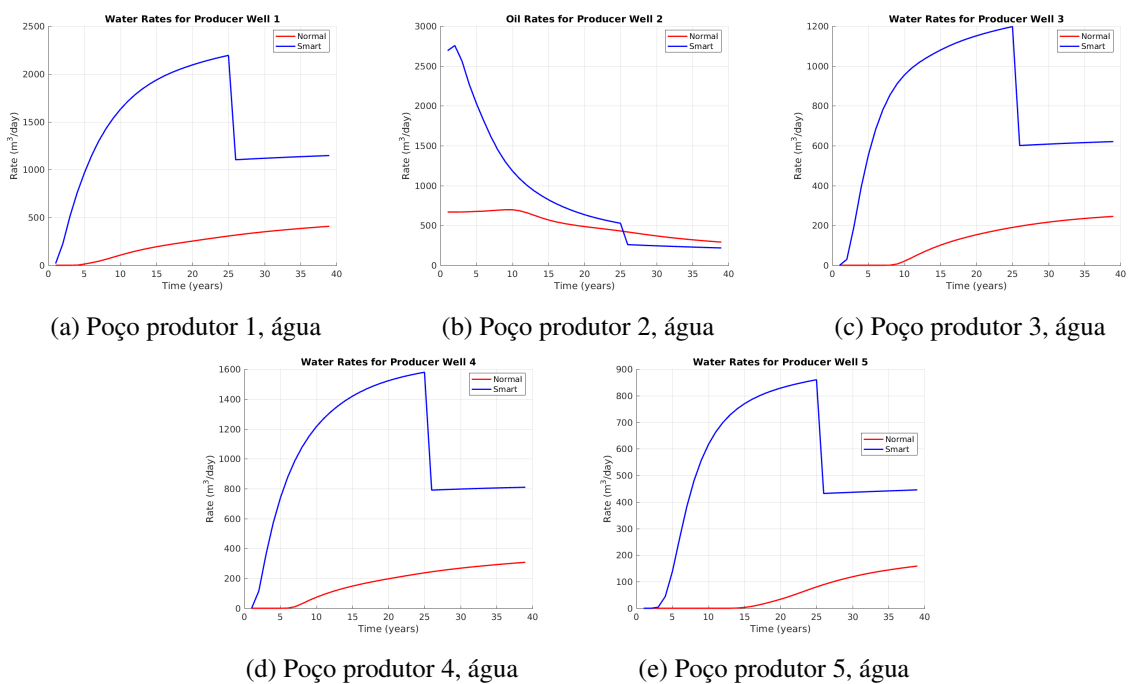 Water Rates for Producer Well 1
2500
2000
1500
1000
500
0
Rate (m³/day)
0 5 10 15 20 25 30 35 40
Time (years)
Normal
Smart
(a) Poço produtor 1, água
Oil Rates for Producer Well 2
3000
2500
2000
1500
1000
500
0
Rate (m³/day)
0 5 10 15 20 25 30 35 40
Time (years)
Normal
Smart
(b) Poço produtor 2, água
Water Rates for Producer Well 3
1200
1000
800
600
400
200
0
Rate (m³/day)
0 5 10 15 20 25 30 35 40
Time (years)
Normal
Smart
(c) Poço produtor 3, água
Water Rates for Producer Well 4
1600
1400
1200
1000
800
600
400
200
0
Rate (m³/day)
0 5 10 15 20 25 30 35 40
Time (years)
Normal
Smart
(d) Poço produtor 4, água
Water Rates for Producer Well 5
900
800
700
600
500
400
300
200
100
0
Rate (m³/day)
0 5 10 15 20 25 30 35 40
Time (years)
Normal
Smart
(e) Poço produtor 5, água